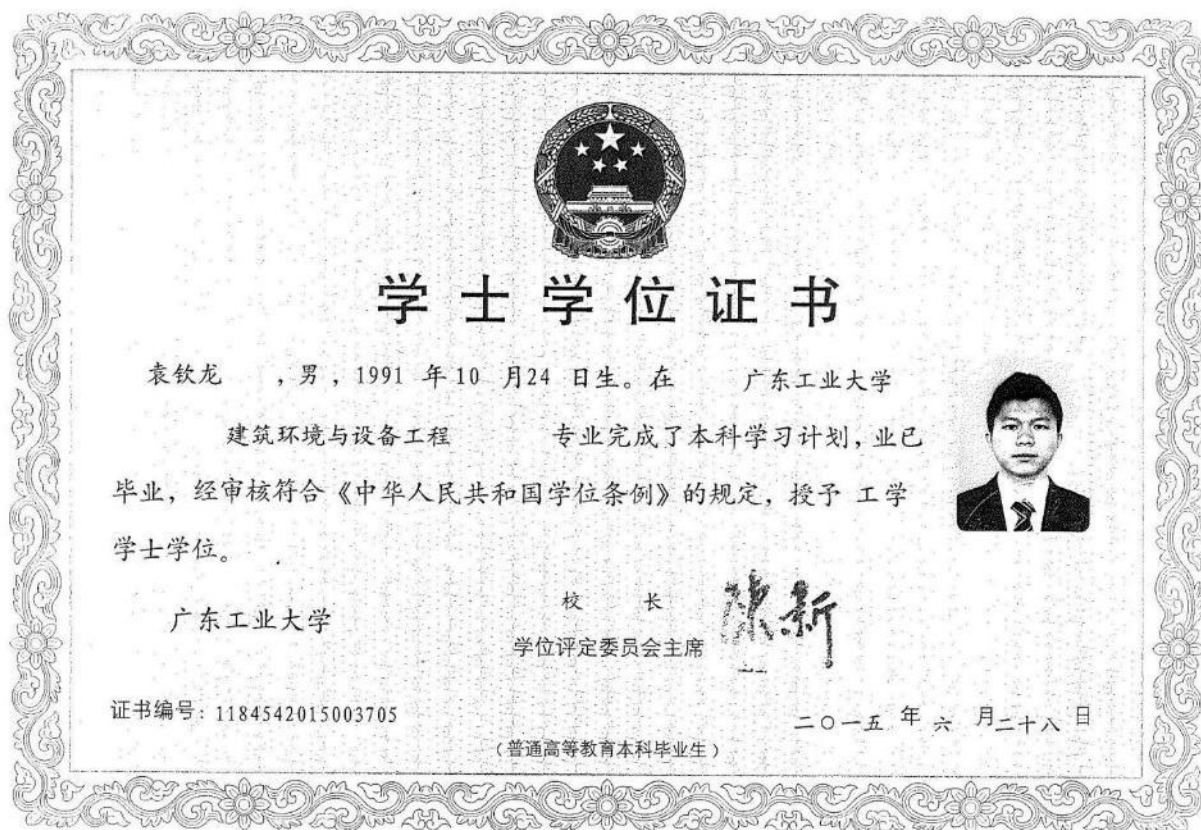 学士学位证书
袁钦龙 ,男,1991 年10 月24 日生。在 广东工业大学
建筑环境与设备工程 专业完成了本科学习计划,业已
毕业,经审核符合《中华人民共和国学位条例》的规定,授予 工学
学士学位。
广东工业大学
校 长
学位评定委员会主席
陈新
证书编号:1184542015003705
二〇一五 年 六 月二十八 日
(普通高等教育本科毕业生)